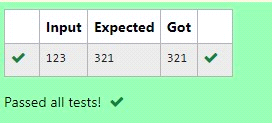 Input Expected Got
123 321 321
Passed all tests!